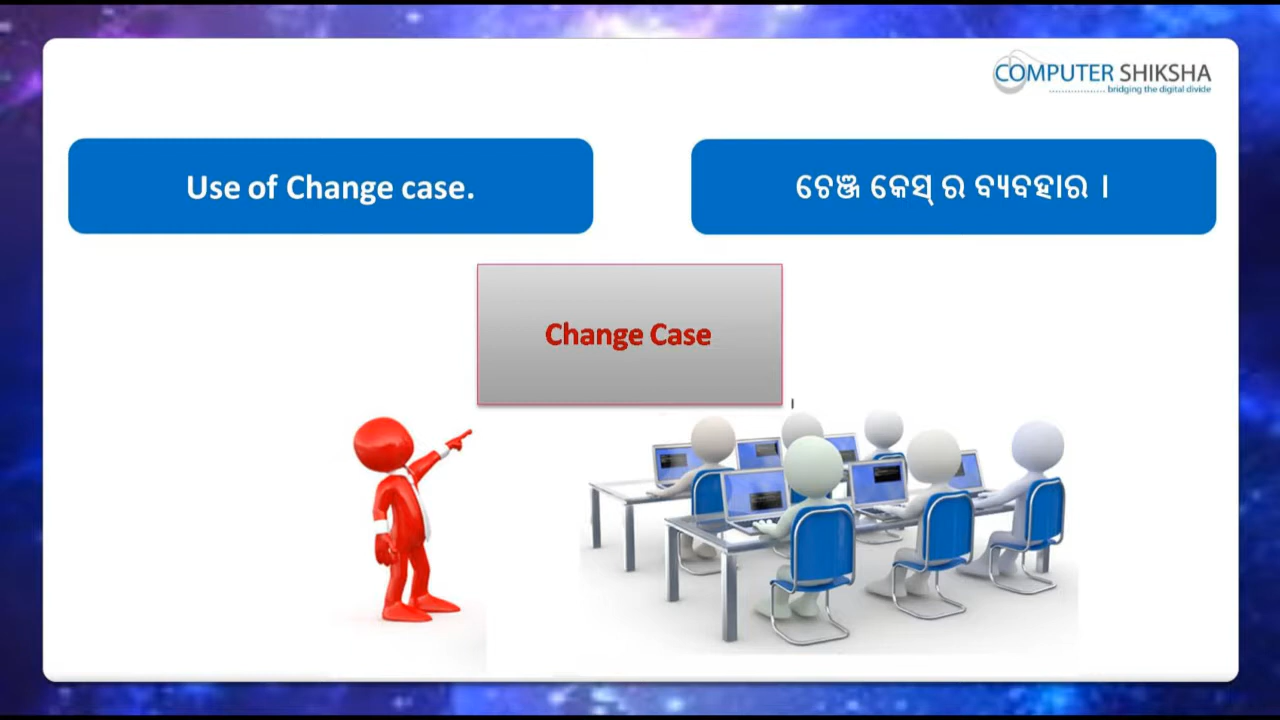 COMPUTER SHIKSHA
bridging the digital divide
Use of Change case.
ଚେଞ୍ଜ କେସ୍ ର ବ୍ୟବହାର ।
Change Case